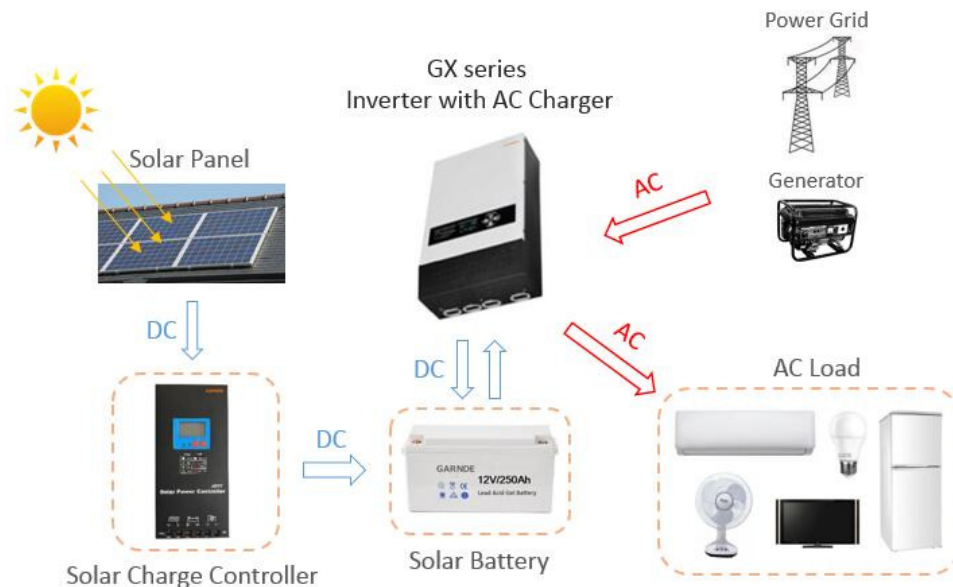 Power Grid
GX series
Inverter with AC Charger
Solar Panel
AC
Generator
DC
DC
AC
AC Load
DC
GARNDE
12V/250Ah
Lead Acid Gel Battery
Solar Power Controller
Solar Battery
Solar Charge Controller